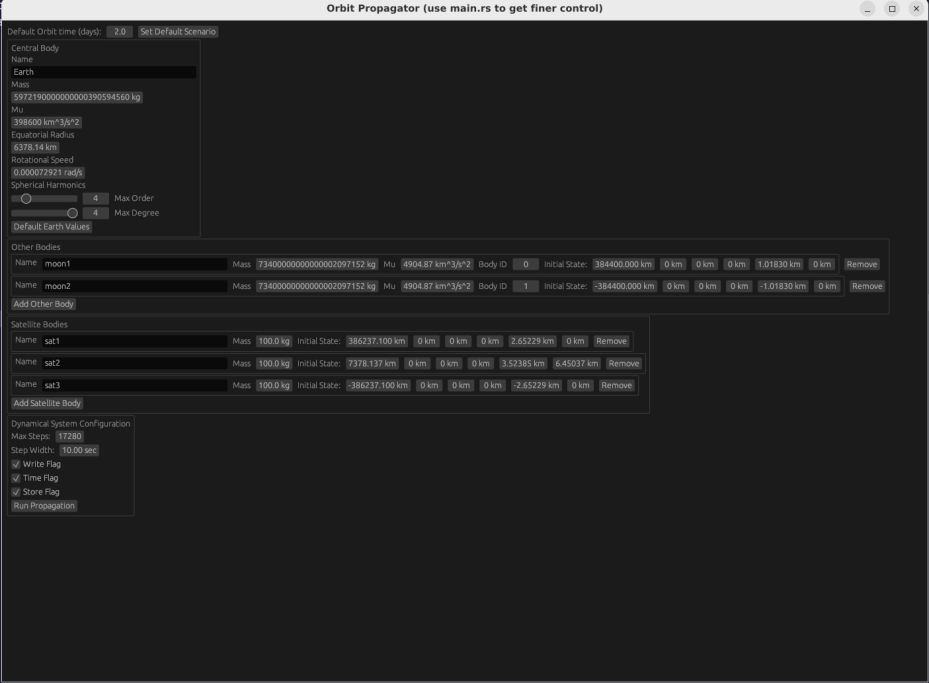 Orbit Propagator (use main.rs to get finer control)
Default Orbit time (days): 2.0 Set Default Scenario
Central Body
Name
Earth
Mass
5972190000000000390594560 kg
Mu
398600 km^3/s^2
Equatorial Radius
6378.14 km
Rotational Speed
0.000072921 rad/s
Spherical Harmonics
4 Max Order
4 Max Degree
Default Earth Values
Other Bodies
Name moon1 Mass 73400000000000002097152 kg Mu 4904.87 km^3/s^2 Body ID 0 Initial State: 384400.000 km 0 km 0 km 0 km 1.01830 km 0 km Remove
Name moon2 Mass 73400000000000002097152 kg Mu 4904.87 km^3/s^2 Body ID 1 Initial State: -384400.000 km 0 km 0 km 0 km -1.01830 km 0 km Remove
Add Other Body
Satellite Bodies
Name sat1 Mass 100.0 kg Initial State: 386237.100 km 0 km 0 km 0 km 2.65229 km 0 km Remove
Name sat2 Mass 100.0 kg Initial State: 7378.137 km 0 km 0 km 0 km 3.52385 km 6.45037 km Remove
Name sat3 Mass 100.0 kg Initial State: -386237.100 km 0 km 0 km 0 km -2.65229 km 0 km Remove
Add Satellite Body
Dynamical System Configuration
Max Steps: 17280
Step Width: 10.00 sec
Write Flag
Time Flag
Store Flag
Run Propagation